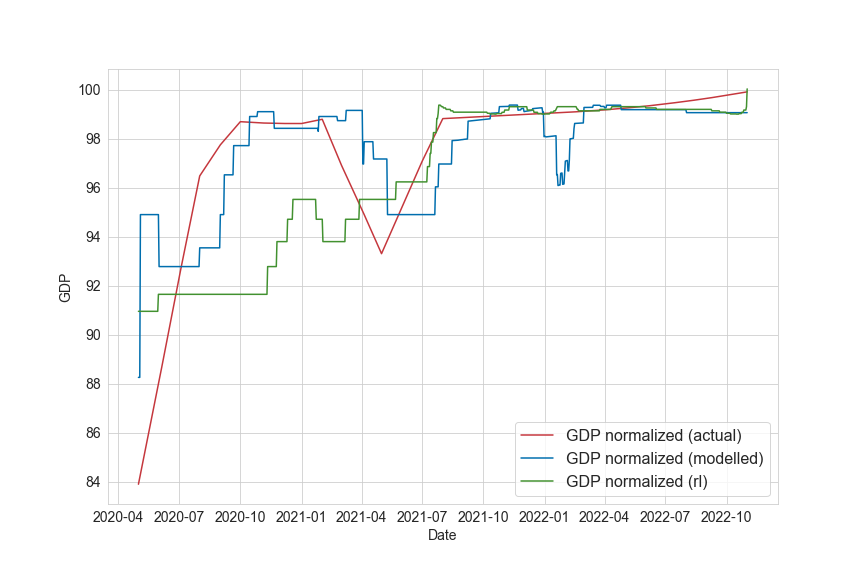 100
98
96
94
92
90
88
86
84
GDP
GDP normalized (actual)
GDP normalized (modelled)
GDP normalized (rl)
2020-04 2020-07 2020-10 2021-01 2021-04 2021-07 2021-10 2022-01 2022-04 2022-07 2022-10
Date